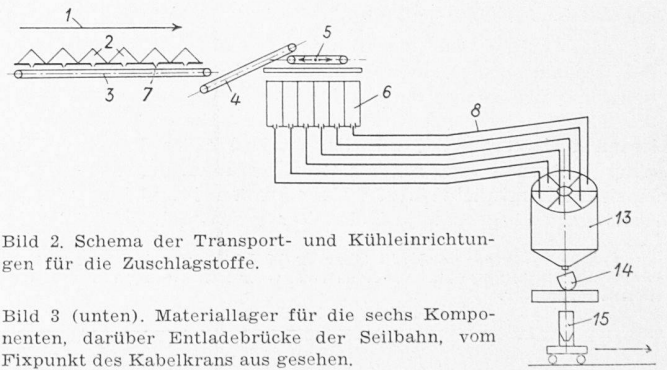 1
2
5
3
7
4
6
8
13
14
15
Bild 2. Schema der Transport- und Kühleinrichtun-
gen für die Zuschlagstoffe.
Bild 3 (unten). Materiallager für die sechs Kompo-
nenten, darüber Entladebrücke der Seilbahn, vom
Fixpunkt des Kabelkrans aus gesehen.